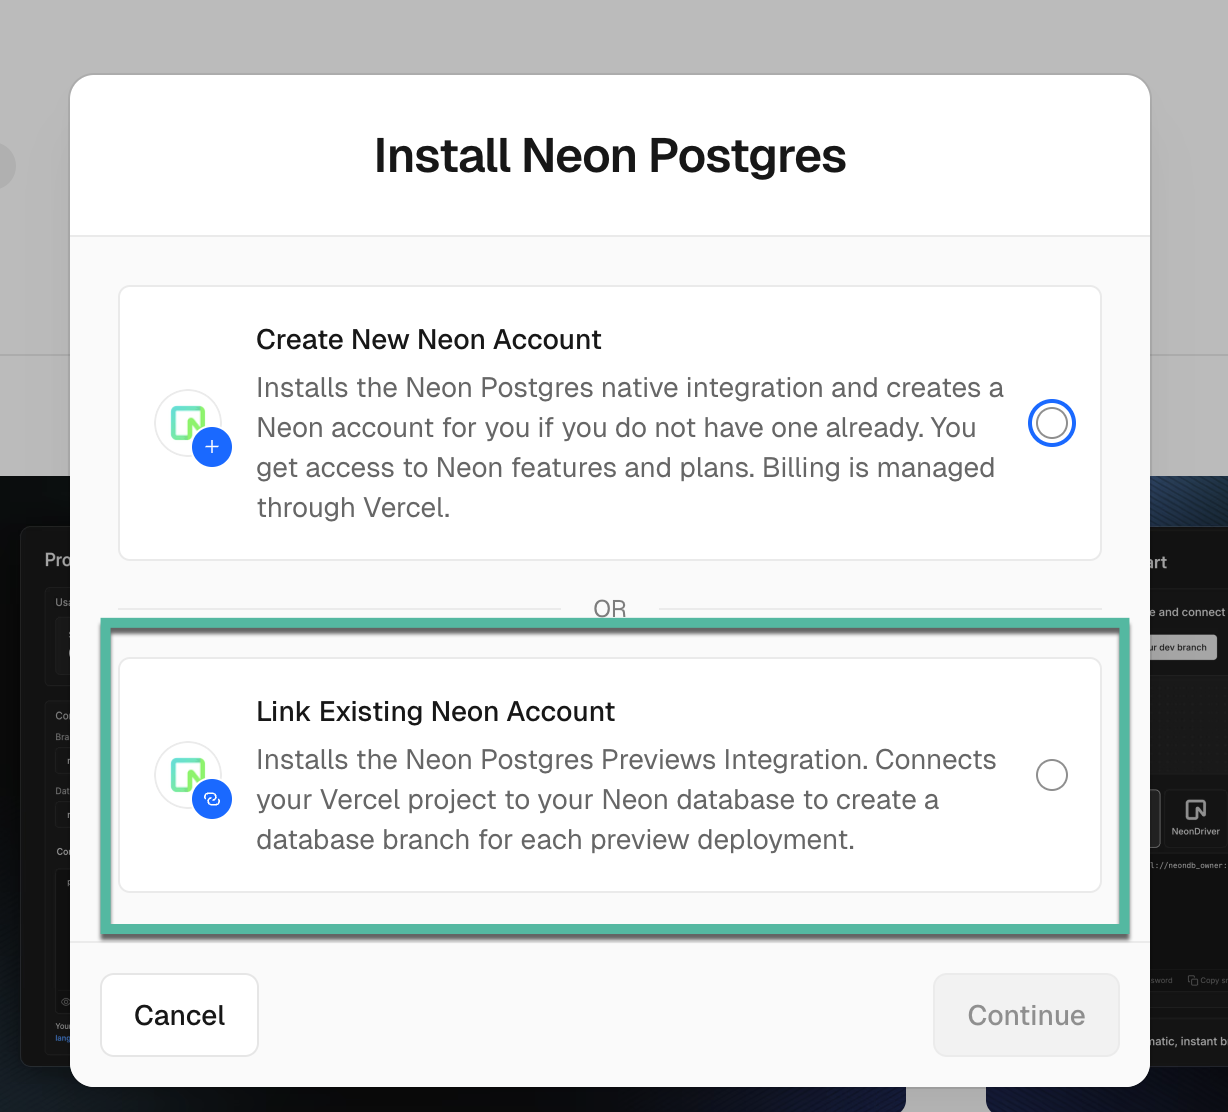 Install Neon Postgres
Create New Neon Account
Installs the Neon Postgres native integration and creates a
Neon account for you if you do not have one already. You
get access to Neon features and plans. Billing is managed
through Vercel.
OR
Link Existing Neon Account
Installs the Neon Postgres Previews Integration. Connects
your Vercel project to your Neon database to create a
database branch for each preview deployment.
Cancel
Continue
e and connect
dev branch
NeonDriver
neondb_owner:
Copy
instant